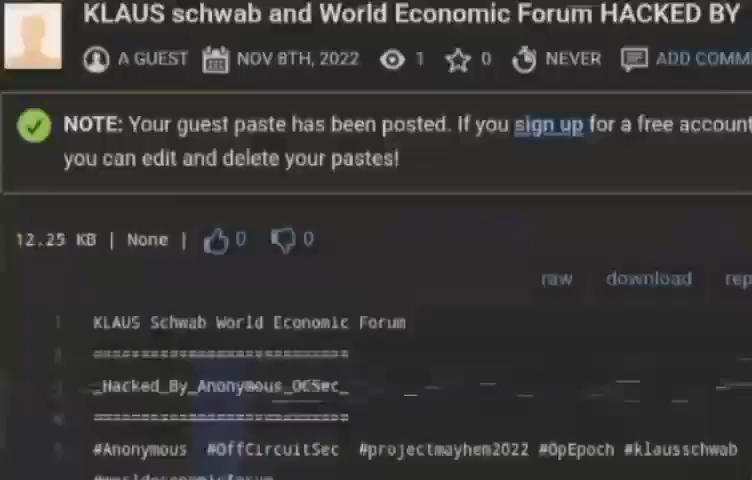 KLAUS schwab and World Economic Forum HACKED BY
A GUEST NOV 8TH, 2022 1 0 NEVER ADD COMM
NOTE: Your guest paste has been posted. If you sign up for a free account
you can edit and delete your pastes!
12.25 KB | None | 0 0
raw download rep
1 KLAUS Schwab World Economic Forum
2 ===========================
3 _Hacked_By_Anonymous_OCSec_
4 ===========================
5 #Anonymous #OffCircuitSec #projectmayhem2022 #OpEpoch #klausschwab
#worldeconomicforum